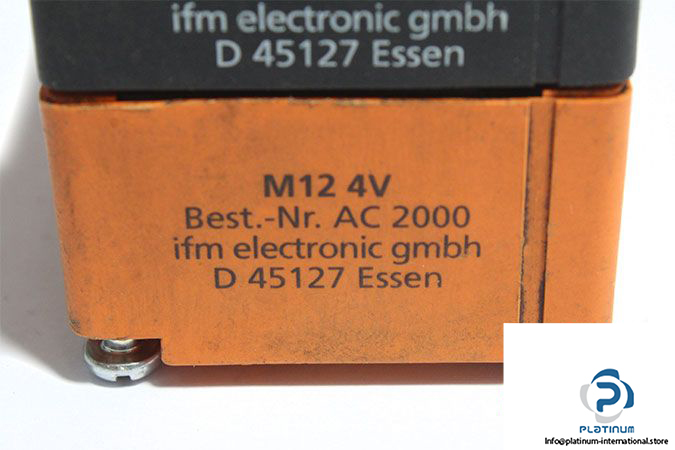 ifm electronic gmbh
D 45127 Essen
M12 4V
Best.-Nr. AC 2000
ifm electronic gmbh
D 45127 Essen
PLATINUM
Info@platinum-international.store